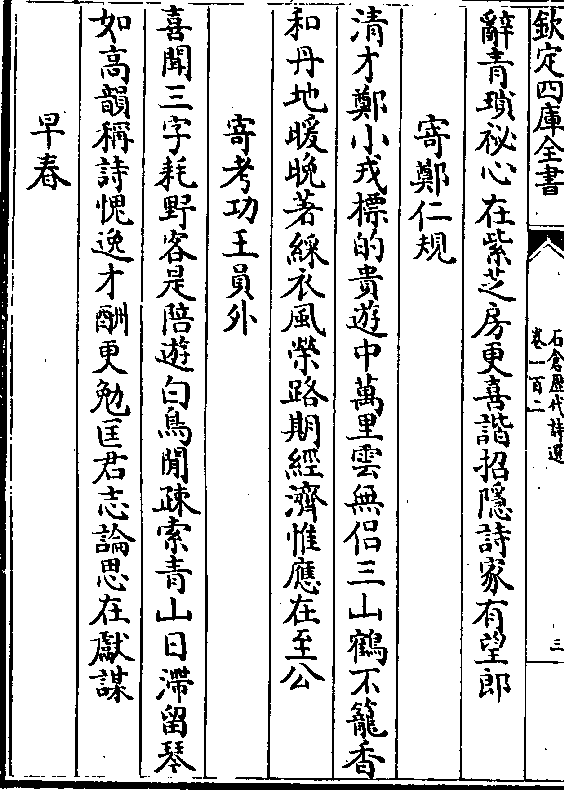 欽定四庫全書
石倉歷代詩選
卷一百二
三
辭青瑣祕心在紫芝房更喜諧招隱詩家有望郎
寄鄭仁規
清才鄭小戎標的貴遊中萬里雲無侶三山鶴不籠香
和丹地暖晚著綵衣風榮路期經濟惟應在至公
寄考功王員外
喜聞三字耗野客是陪遊白鳥閒疎索青山日滯留琴
如高韻稱詩愧逸才酬更勉匡君志論思在獻謀
早春